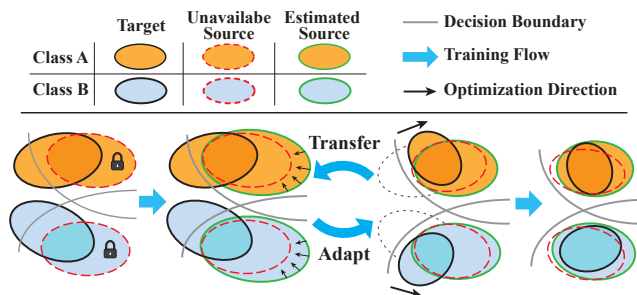 Target
Unavailabe Source
Estimated Source
Class A
Class B
Decision Boundary
Training Flow
Optimization Direction
Transfer
Adapt